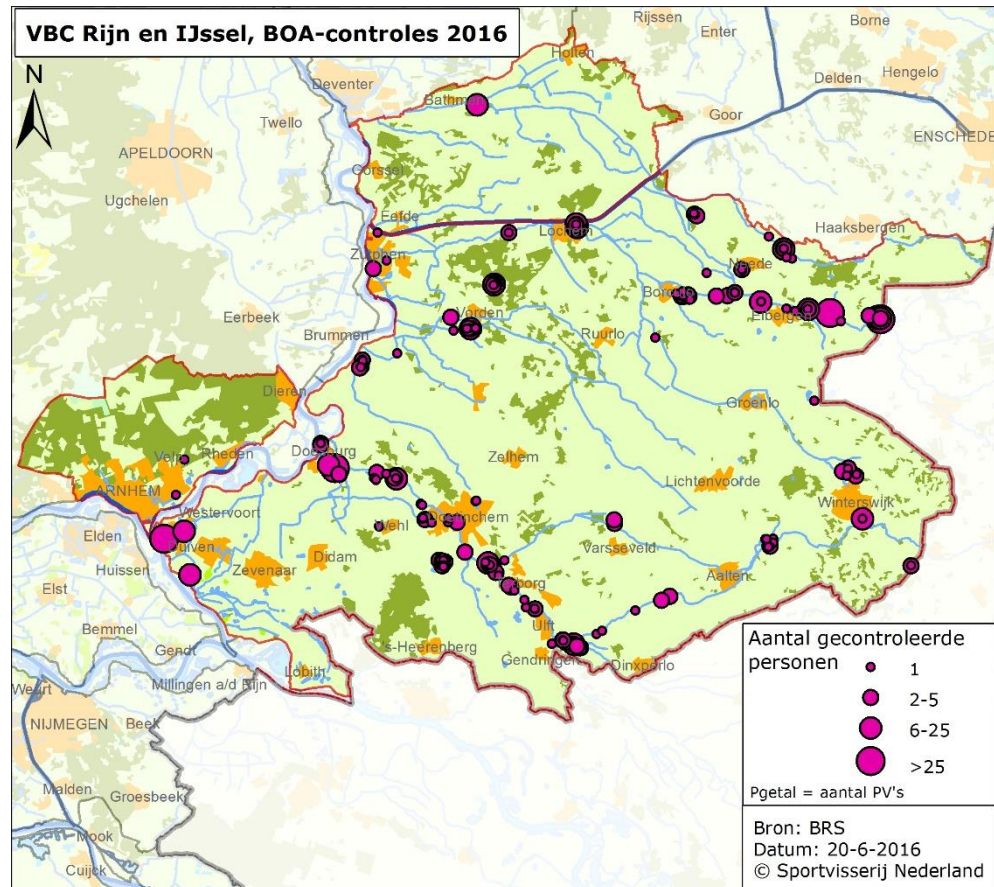 VBC Rijn en IJssel, BOA-controles 2016
N
Rijssen
Borne
Enter
Holten
Hengelo
Delden
Deventer
Bathmen
Goor
Twello
ENSCHEDE
APELDOORN
Gorssel
Ugchelen
Eefde
Haaksbergen
Lochem
Zutphen
Neede
Borculo
Eerbeek
Vorden
Eibergen
Brummen
Ruurlo
Dieren
Groenlo
Velp
Rheden
Doesburg
Zelhem
Lichtenvoorde
ARNHEM
Winterswijk
Westervoort
Doetinchem
Wehl
Elden
Duiven
Varsseveld
Didam
Huissen
Zevenaar
Aalten
Elst
Terborg
Bemmel
Ulft
Gendt
's-Heerenberg
Gendringen
Dinxperlo
Lobith
Weurt
Millingen a/d Rijn
NIJMEGEN
Beek
Malden
Groesbeek
Mook
Cuijck
Aantal gecontroleerde
personen
1
2-5
6-25
>25
Pgetal = aantal PV's
Bron: BRS
Datum: 20-6-2016
© Sportvisserij Nederland